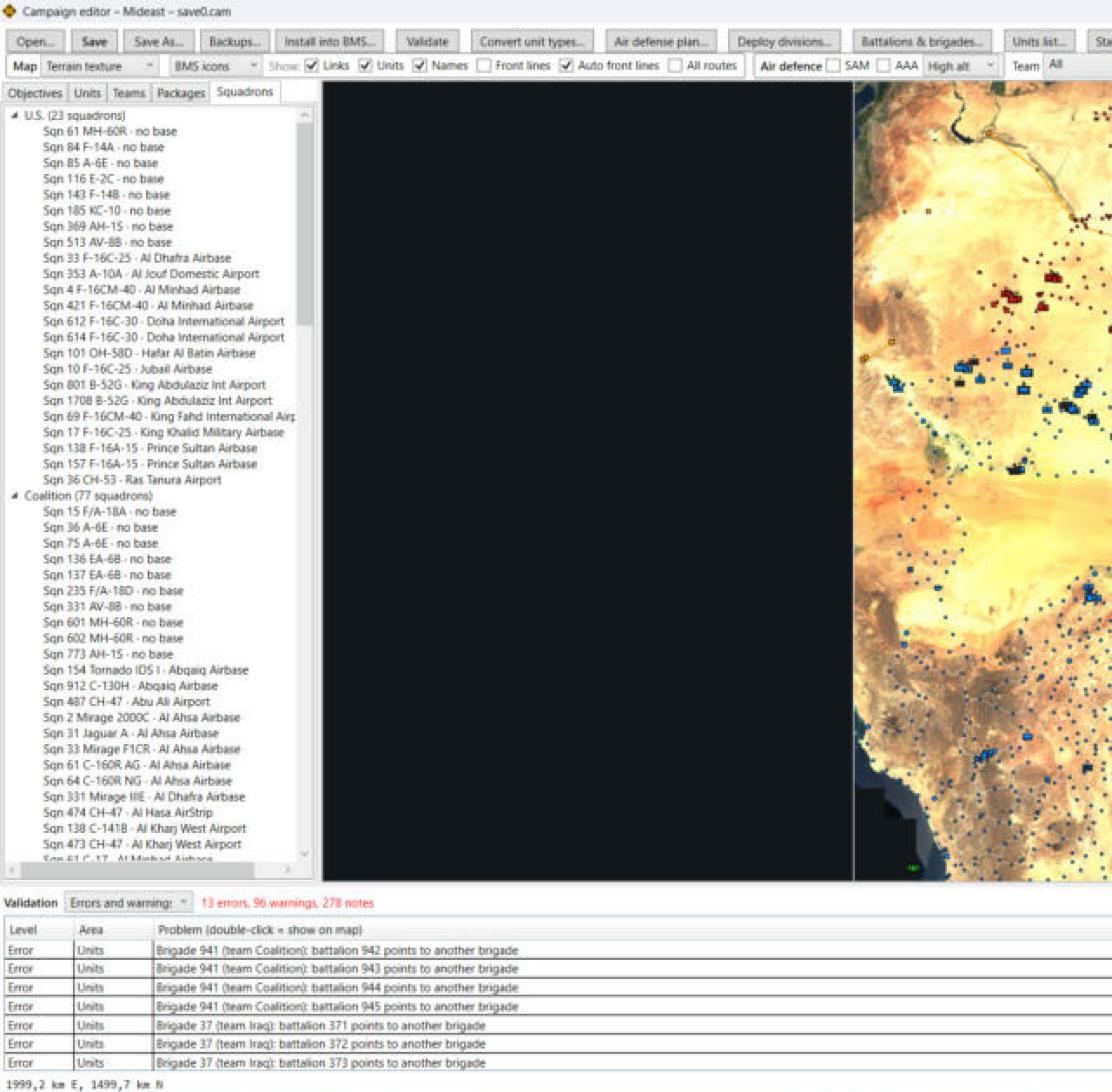 Campaign editor – Mideast – save0.cam
Open... Save Save As... Backups... Install into BMS... Validate Convert unit types... Air defense plan... Deploy divisions... Battalions & brigades... Units list...
Map Terrain texture BMS icons Show: Links Units Names Front lines Auto front lines All routes Air defence SAM AAA High alt Team All
Objectives Units Teams Packages Squadrons
U.S. (23 squadrons)
Sqn 61 MH-60R - no base
Sqn 84 F-14A - no base
Sqn 85 A-6E - no base
Sqn 116 E-2C - no base
Sqn 143 F-14B - no base
Sqn 185 KC-10 - no base
Sqn 369 AH-1S - no base
Sqn 513 AV-8B - no base
Sqn 33 F-16C-25 - Al Dhafra Airbase
Sqn 353 A-10A - Al Jouf Domestic Airport
Sqn 4 F-16CM-40 - Al Minhad Airbase
Sqn 421 F-16CM-40 - Al Minhad Airbase
Sqn 612 F-16C-30 - Doha International Airport
Sqn 614 F-16C-30 - Doha International Airport
Sqn 101 OH-58D - Hafar Al Batin Airbase
Sqn 10 F-16C-25 - Jubail Airbase
Sqn 801 B-52G - King Abdulaziz Int Airport
Sqn 1708 B-52G - King Abdulaziz Int Airport
Sqn 69 F-16CM-40 - King Fahd International Airp
Sqn 17 F-16C-25 - King Khalid Military Airbase
Sqn 138 F-16A-15 - Prince Sultan Airbase
Sqn 157 F-16A-15 - Prince Sultan Airbase
Sqn 36 CH-53 - Ras Tanura Airport
Coalition (77 squadrons)
Sqn 15 F/A-18A - no base
Sqn 36 A-6E - no base
Sqn 75 A-6E - no base
Sqn 136 EA-6B - no base
Sqn 137 EA-6B - no base
Sqn 235 F/A-18D - no base
Sqn 331 AV-8B - no base
Sqn 601 MH-60R - no base
Sqn 602 MH-60R - no base
Sqn 773 AH-1S - no base
Sqn 154 Tornado IDS I - Abqaiq Airbase
Sqn 912 C-130H - Abqaiq Airbase
Sqn 487 CH-47 - Abu Ali Airport
Sqn 2 Mirage 2000C - Al Ahsa Airbase
Sqn 31 Jaguar A - Al Ahsa Airbase
Sqn 33 Mirage F1CR - Al Ahsa Airbase
Sqn 61 C-160R AG - Al Ahsa Airbase
Sqn 64 C-160R NG - Al Ahsa Airbase
Sqn 331 Mirage IIIE - Al Dhafra Airbase
Sqn 474 CH-47 - Al Hasa AirStrip
Sqn 138 C-141B - Al Kharj West Airport
Sqn 473 CH-47 - Al Kharj West Airport
Sqn 61 C-17 - Al Minhad Airbase
Validation Errors and warning: 13 errors, 96 warnings, 278 notes
Level Area Problem (double-click = show on map)
Error Units Brigade 941 (team Coalition): battalion 942 points to another brigade
Error Units Brigade 941 (team Coalition): battalion 943 points to another brigade
Error Units Brigade 941 (team Coalition): battalion 944 points to another brigade
Error Units Brigade 941 (team Coalition): battalion 945 points to another brigade
Error Units Brigade 37 (team Iraq): battalion 371 points to another brigade
Error Units Brigade 37 (team Iraq): battalion 372 points to another brigade
Error Units Brigade 37 (team Iraq): battalion 373 points to another brigade
1999,2 km E, 1499,7 km N